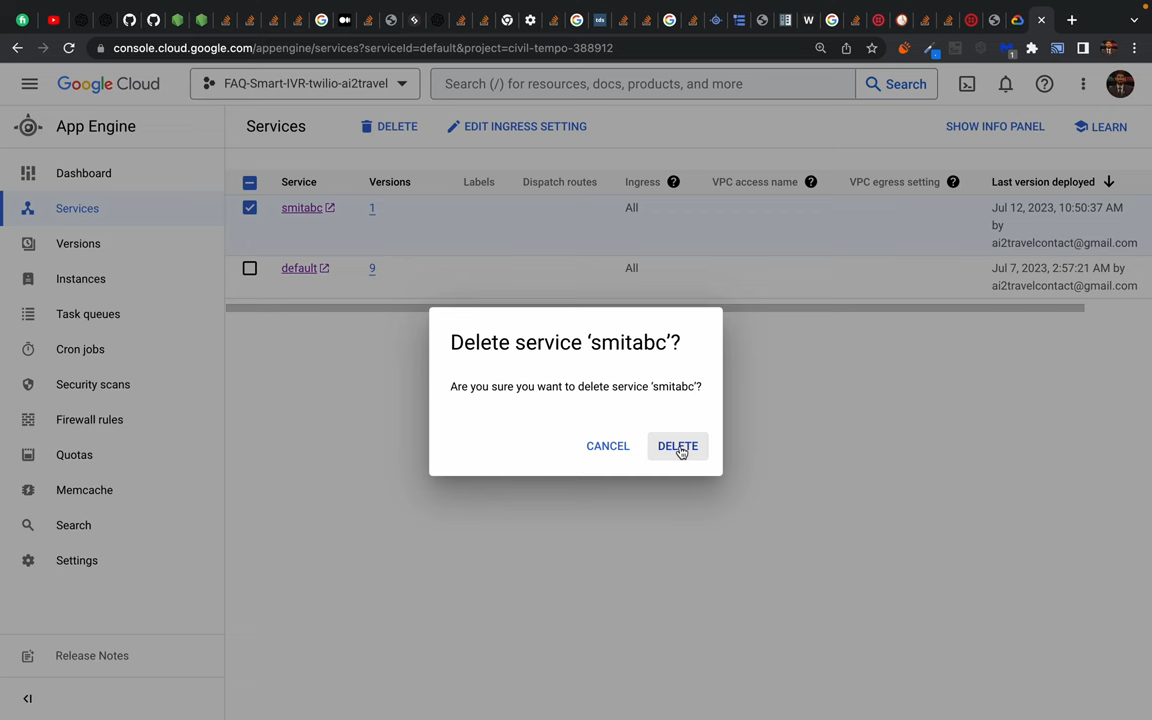 console.cloud.google.com/appengine/services?serviceId=default&project=civil-tempo-388912
Google Cloud
FAQ-Smart-IVR-twilio-ai2travel
Search (/) for resources, docs, products, and more
Search
App Engine
Services
DELETE
EDIT INGRESS SETTING
SHOW INFO PANEL
LEARN
Dashboard
Services
Versions
Instances
Task queues
Cron jobs
Security scans
Firewall rules
Quotas
Memcache
Search
Settings
Release Notes
Service Versions Labels Dispatch routes Ingress VPC access name VPC egress setting Last version deployed
smitabc 1 All Jul 12, 2023, 10:50:37 AM
by
ai2travelcontact@gmail.com
default 9 All Jul 7, 2023, 2:57:21 AM by
ai2travelcontact@gmail.com
Delete service ‘smitabc’?
Are you sure you want to delete service ‘smitabc’?
CANCEL DELETE